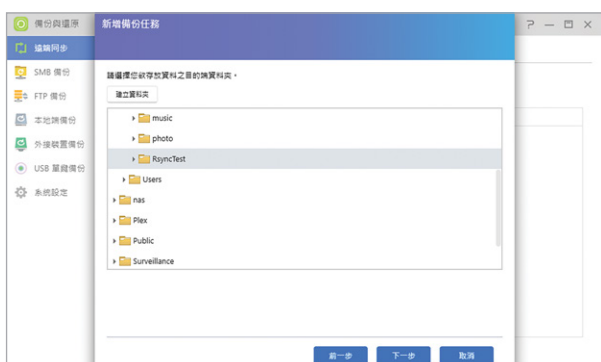 備份與還原
新增備份任務
? — □ ×
遠端同步
SMB 備份
FTP 備份
本地端備份
外接裝置備份
USB 單鍵備份
系統設定
請選擇您欲存放資料之目的端資料夾。
建立資料夾
music
photo
RsyncTest
Users
nas
Plex
Public
Surveillance
前一步
下一步
取消